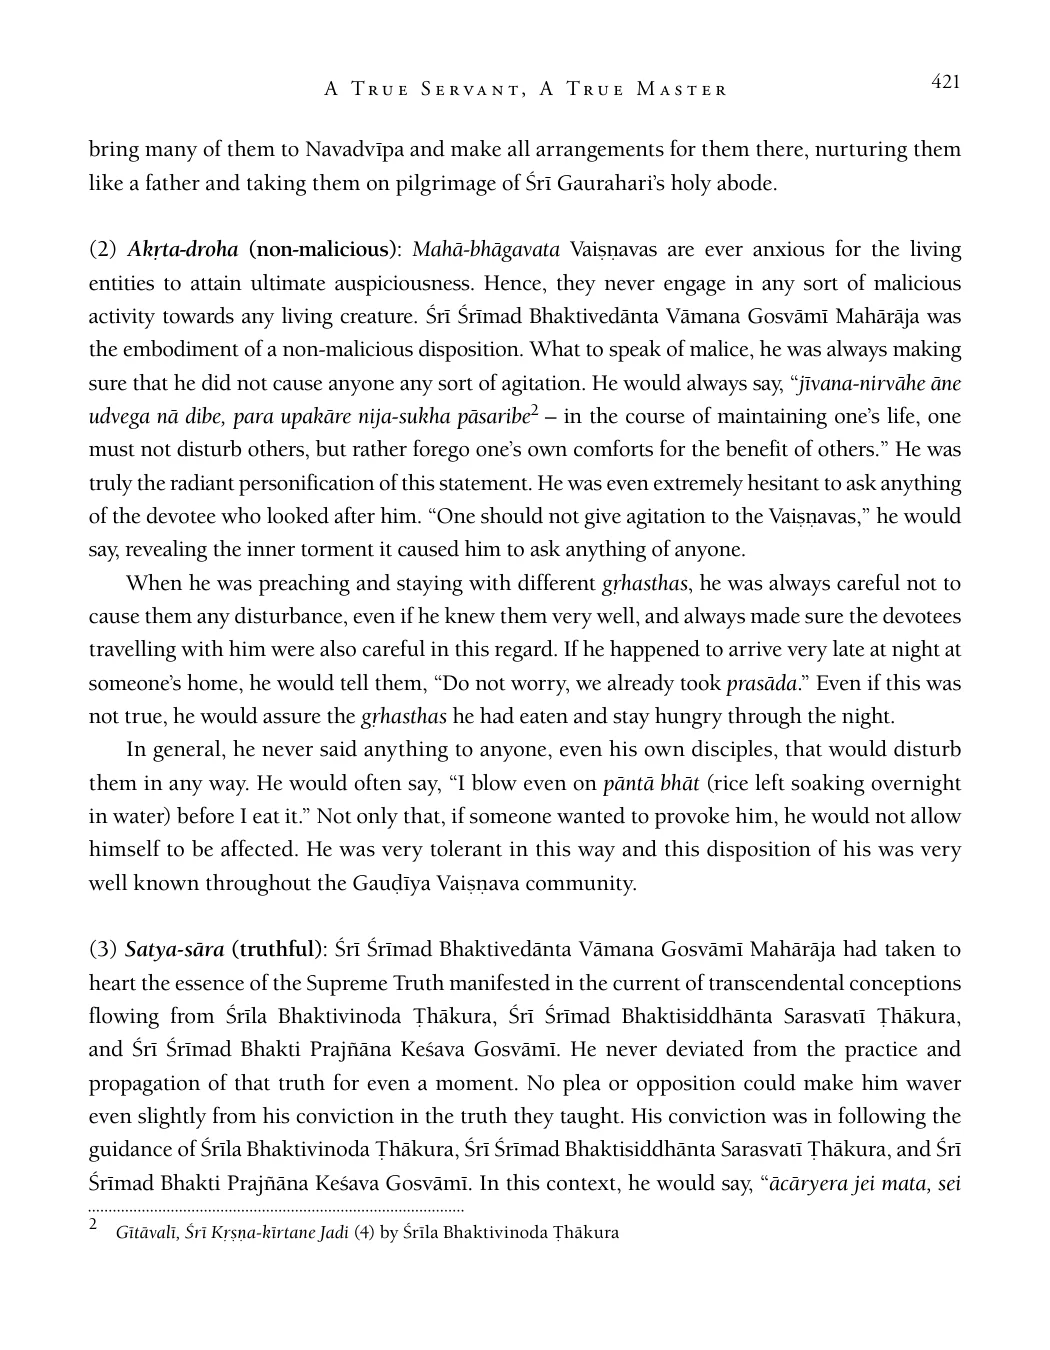 A True Servant, A True Master
421
bring many of them to Navadvīpa and make all arrangements for them there, nurturing them
like a father and taking them on pilgrimage of Śrī Gaurahari’s holy abode.
(2) Akṛta-droha (non-malicious): Mahā-bhāgavata Vaiṣṇavas are ever anxious for the living
entities to attain ultimate auspiciousness. Hence, they never engage in any sort of malicious
activity towards any living creature. Śrī Śrīmad Bhaktivedānta Vāmana Gosvāmī Mahārāja was
the embodiment of a non-malicious disposition. What to speak of malice, he was always making
sure that he did not cause anyone any sort of agitation. He would always say, “jīvana-nirvāhe āne
udvega nā dibe, para upakāre nija-sukha pāsaribe2 – in the course of maintaining one’s life, one
must not disturb others, but rather forego one’s own comforts for the benefit of others.” He was
truly the radiant personification of this statement. He was even extremely hesitant to ask anything
of the devotee who looked after him. “One should not give agitation to the Vaiṣṇavas,” he would
say, revealing the inner torment it caused him to ask anything of anyone.
When he was preaching and staying with different gṛhasthas, he was always careful not to
cause them any disturbance, even if he knew them very well, and always made sure the devotees
travelling with him were also careful in this regard. If he happened to arrive very late at night at
someone’s home, he would tell them, “Do not worry, we already took prasāda.” Even if this was
not true, he would assure the gṛhasthas he had eaten and stay hungry through the night.
In general, he never said anything to anyone, even his own disciples, that would disturb
them in any way. He would often say, “I blow even on pāntā bhāt (rice left soaking overnight
in water) before I eat it.” Not only that, if someone wanted to provoke him, he would not allow
himself to be affected. He was very tolerant in this way and this disposition of his was very
well known throughout the Gauḍīya Vaiṣṇava community.
(3) Satya-sāra (truthful): Śrī Śrīmad Bhaktivedānta Vāmana Gosvāmī Mahārāja had taken to
heart the essence of the Supreme Truth manifested in the current of transcendental conceptions
flowing from Śrīla Bhaktivinoda Ṭhākura, Śrī Śrīmad Bhaktisiddhānta Sarasvatī Ṭhākura,
and Śrī Śrīmad Bhakti Prajñāna Keśava Gosvāmī. He never deviated from the practice and
propagation of that truth for even a moment. No plea or opposition could make him waver
even slightly from his conviction in the truth they taught. His conviction was in following the
guidance of Śrīla Bhaktivinoda Ṭhākura, Śrī Śrīmad Bhaktisiddhānta Sarasvatī Ṭhākura, and Śrī
Śrīmad Bhakti Prajñāna Keśava Gosvāmī. In this context, he would say, “ācāryera jei mata, sei
2 Gītāvalī, Śrī Kṛṣṇa-kīrtane Jadi (4) by Śrīla Bhaktivinoda Ṭhākura